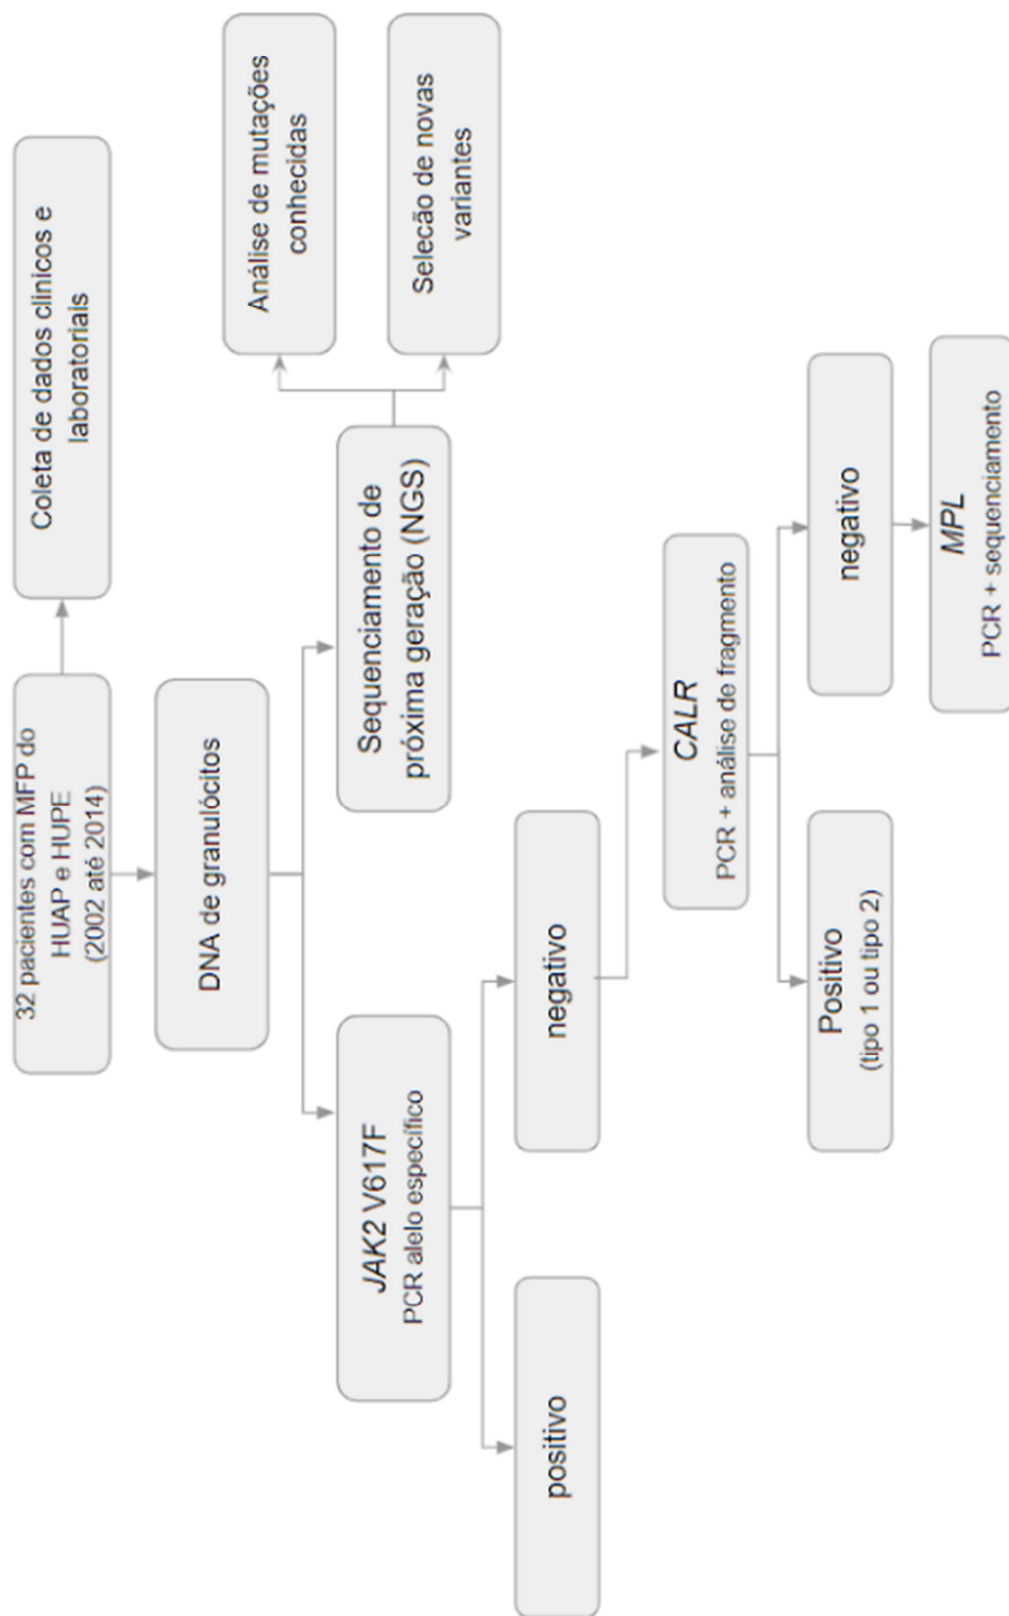 32 pacientes com MFP do
HUAP e HUPE
(2002 até 2014)
Coleta de dados clínicos e
laboratoriais
DNA de granulócitos
JAK2 V617F
PCR alelo específico
Sequenciamento de
próxima geração (NGS)
Análise de mutações
conhecidas
Selecão de novas
variantes
positivo
negativo
CALR
PCR + análise de fragmento
Positivo
(tipo 1 ou tipo 2)
negativo
MPL
PCR + sequenciamento